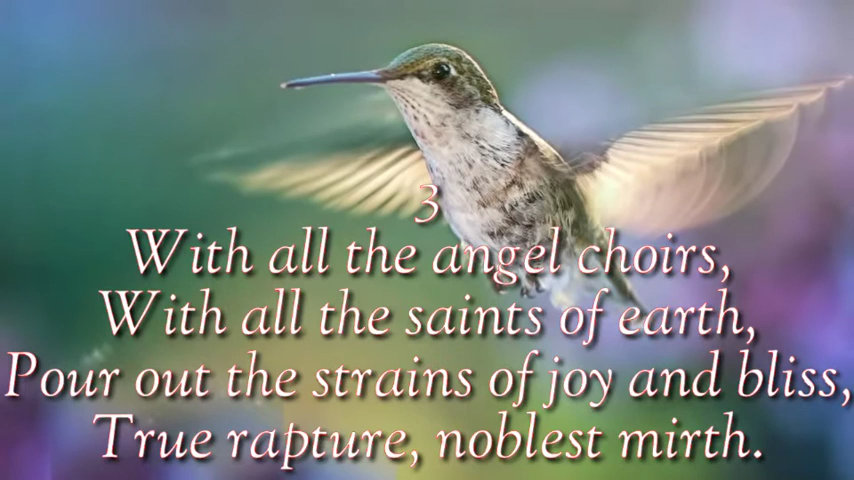 3
With all the angel choirs,
With all the saints of earth,
Pour out the strains of joy and bliss,
True rapture, noblest mirth.